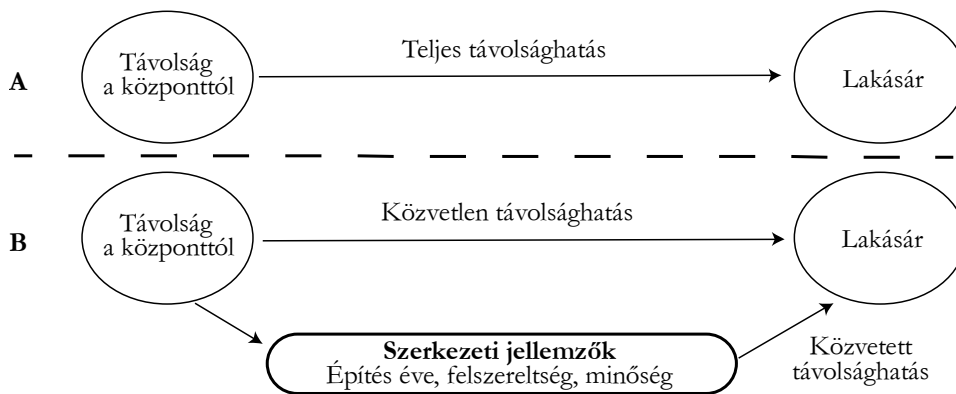 Távolság
a központtól
A
Teljes távolsághatás
Lakásár
Távolság
a központtól
B
Közvetlen távolsághatás
Lakásár
Szerkezeti jellemzők
Építés éve, felszereltség, minőség
Közvetett
távolsághatás